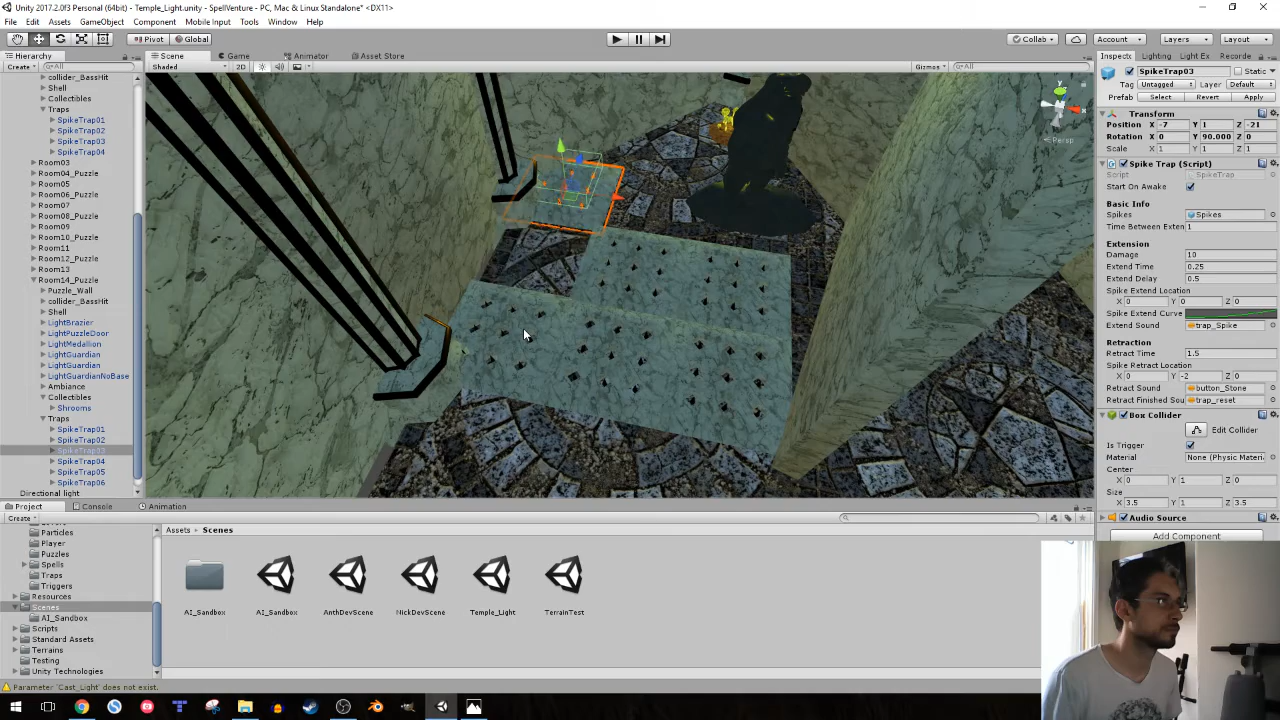 Unity 2017.2.0f3 Personal (64bit) - Temple_Light.unity - SpellVenture - PC, Mac & Linux Standalone* <DX11>
File Edit Assets GameObject Component Mobile Input Tools Window Help
Pivot Global Collab Account Layers Layout
Hierarchy
Scene Game Animator Asset Store
Inspector Lighting Light Ex Recorde
Create All
Shaded 2D Gizmos All
SpikeTrap03 Static
Tag Untagged Layer Default
Prefab Select Revert Apply
collider_BassHit
Shell
Collectibles
Traps
SpikeTrap01
SpikeTrap02
SpikeTrap03
SpikeTrap04
Room03
Room04_Puzzle
Room05
Room06_Puzzle
Room07
Room08_Puzzle
Room09
Room10_Puzzle
Room11
Room12_Puzzle
Room13
Room14_Puzzle
Puzzle_Wall
collider_BassHit
Shell
LightBrazier
LightPuzzleDoor
LightMedallion
LightGuardian
LightGuardian
LightGuardianNoBase
Ambiance
Collectibles
Shrooms
Traps
SpikeTrap01
SpikeTrap02
SpikeTrap03
SpikeTrap04
SpikeTrap05
SpikeTrap06
Directional light
y
x
Persp
Transform
Position X -7 Y 1 Z -21
Rotation X 0 Y 90.000 Z 0
Scale X 1 Y 1 Z 1
Spike Trap (Script)
Script SpikeTrap
Start On Awake
Basic Info
Spikes Spikes
Time Between Exten 1
Extension
Damage 10
Extend Time 0.25
Extend Delay 0.5
Spike Extend Location
X 0 Y 0 Z 0
Spike Extend Curve
Extend Sound trap_Spike
Retraction
Retract Time 1.5
Spike Retract Location
X 0 Y -2 Z 0
Retract Sound button_Stone
Retract Finished Sou trap_reset
Box Collider
Edit Collider
Is Trigger
Material None (Physic Materi
Center
X 0 Y 1 Z 0
Size
X 3.5 Y 1 Z 3.5
Audio Source
Add Component
Project Console Animation
Create
Assets Scenes
Particles
Player
Puzzles
Spells
Traps
Triggers
Resources
Scenes
AI_Sandbox
Scripts
Standard Assets
Terrains
Testing
Unity Technologies
AI_Sandbox AI_Sandbox AnthDevScene NickDevScene Temple_Light TerrainTest
Parameter 'Cast_Light' does not exist.